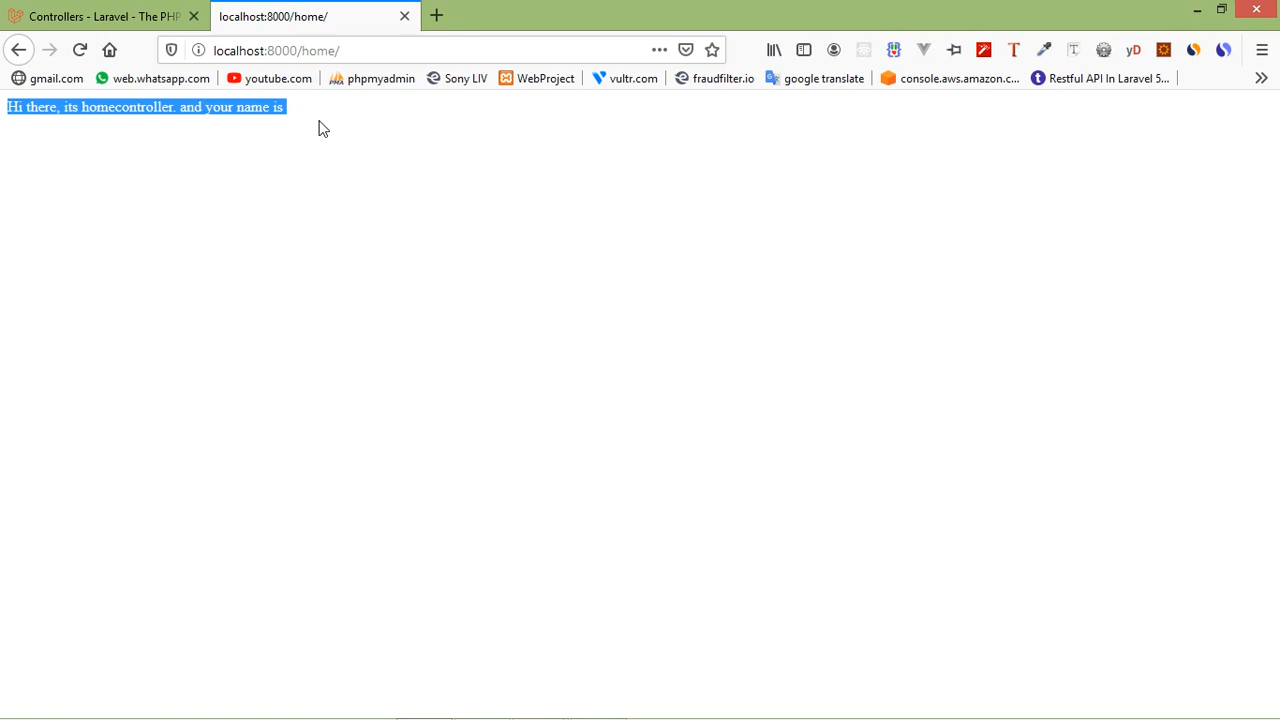 Controllers - Laravel - The PHP
localhost:8000/home/
localhost:8000/home/
gmail.com
web.whatsapp.com
youtube.com
phpmyadmin
Sony LIV
WebProject
vultr.com
fraudfilter.io
google translate
console.aws.amazon.c...
Restful API In Laravel 5...
Hi there, its homecontroller. and your name is